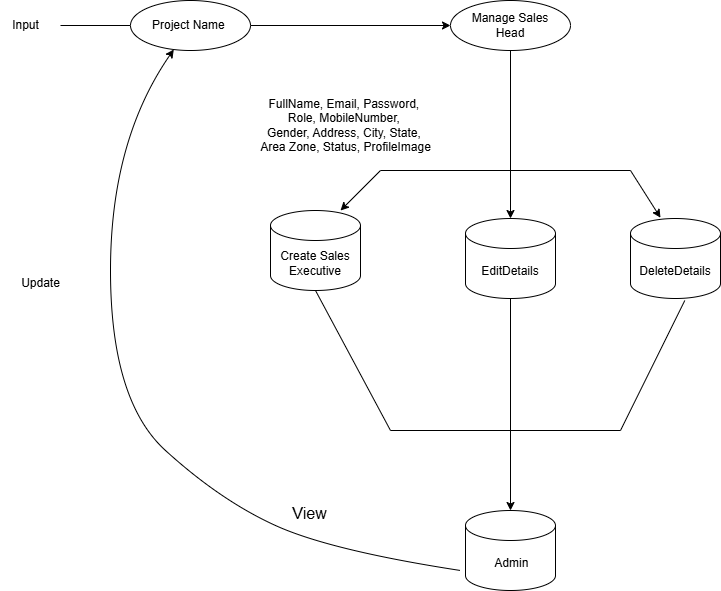 Input
Project Name
Manage Sales
Head
FullName, Email, Password,
Role, MobileNumber,
Gender, Address, City, State,
Area Zone, Status, ProfileImage
Create Sales
Executive
EditDetails
DeleteDetails
Update
View
Admin